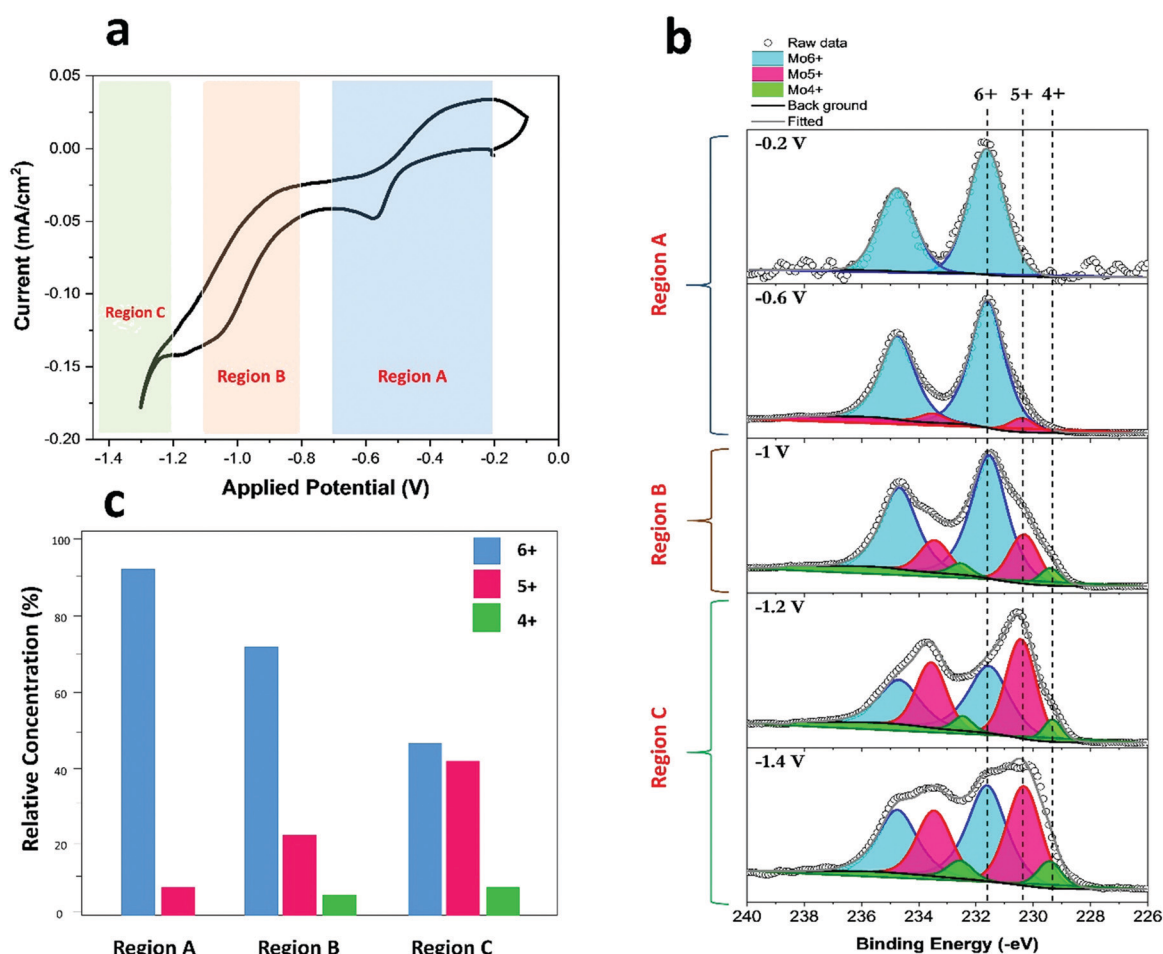 a
0.05
0.00
-0.05
-0.10
-0.15
-0.20
Current (mA/cm²)
Region C
Region B
Region A
-1.4 -1.2 -1.0 -0.8 -0.6 -0.4 -0.2 0.0
Applied Potential (V)
b
Raw data
Mo6+
Mo5+
Mo4+
Back ground
Fitted
6+ 5+ 4+
-0.2 V
-0.6 V
-1 V
-1.2 V
-1.4 V
Region A
Region B
Region C
240 238 236 234 232 230 228 226
Binding Energy (-eV)
c
100
80
60
40
20
0
Relative Concentration (%)
6+
5+
4+
Region A Region B Region C